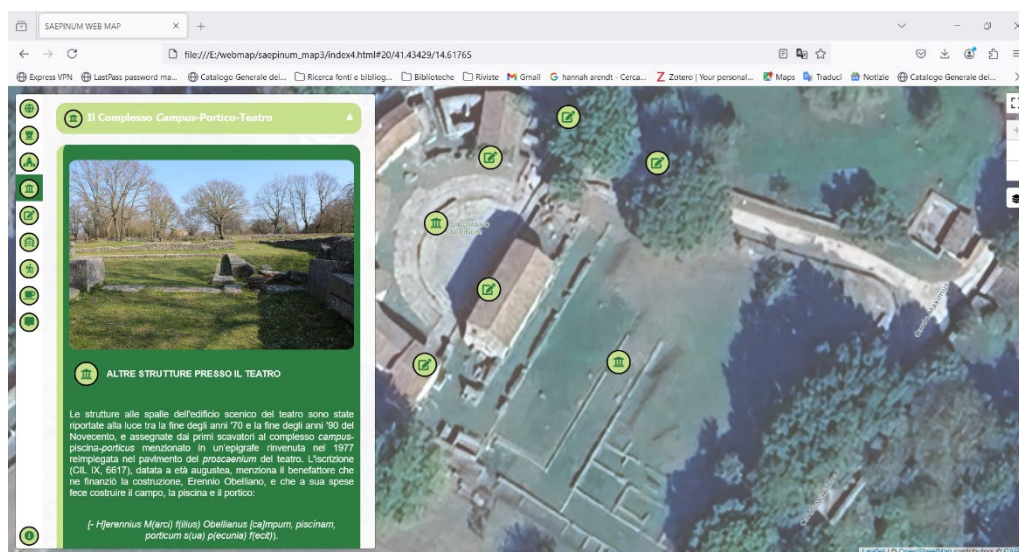 SAEPINUM WEB MAP
file:///E:/webmap/saepinum_map3/index4.html#20/41.43429/14.61765
Express VPN LastPass password ma... Catalogo Generale dei... Ricerca fonti e bibliog... Biblioteche Riviste Gmail hannah arendt - Cerca... Zotero | Your personal... Maps Traduci Notizie Catalogo Generale dei...
Il Complesso Campus-Portico-Teatro
ALTRE STRUTTURE PRESSO IL TEATRO
Le strutture alle spalle dell'edificio scenico del teatro sono state
riportate alla luce tra la fine degli anni '70 e la fine degli anni '90 del
Novecento, e assegnate dai primi scavatori al complesso campus-
piscina-porticus menzionato in un'epigrafe rinvenuta nel 1977
reimpiegata nel pavimento del proscaenium del teatro. L'iscrizione
(CIL IX, 6617), datata a età augustea, menziona il benefattore che
ne finanziò la costruzione, Erennio Obelliano, e che a sua spese
fece costruire il campo, la piscina e il portico:
[- H]erennius M(arci) f(ilius) Obellianus [ca]mpum, piscinam,
porticum s(ua) p(ecunia) f(ecit)).
SAEPINUM
Cardo Maximus
Leaflet | © OpenStreetMap contributors ©